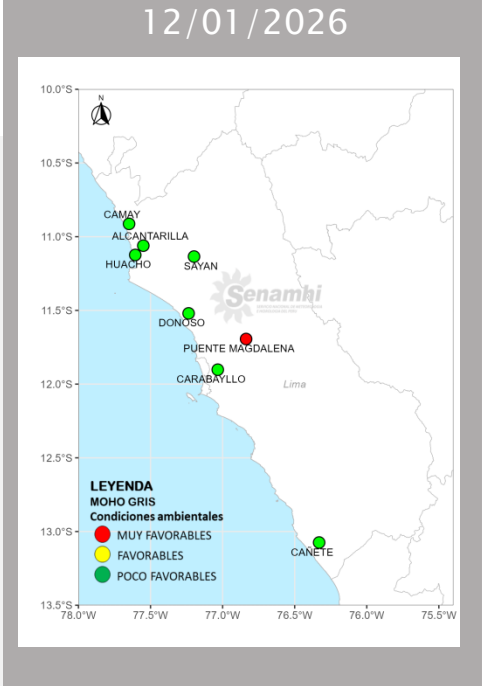 12/01/2026
10.0°S
N
10.5°S
CAMAY
11.0°S
ALCANTARILLA
HUACHO
SAYAN
Senamhi
11.5°S
DONOSO
PUENTE MAGDALENA
12.0°S
CARABAYLLO
Lima
12.5°S
LEYENDA
MOHO GRIS
Condiciones ambientales
MUY FAVORABLES
FAVORABLES
POCO FAVORABLES
13.0°S
CAÑETE
13.5°S
78.0°W 77.5°W 77.0°W 76.5°W 76.0°W 75.5°W